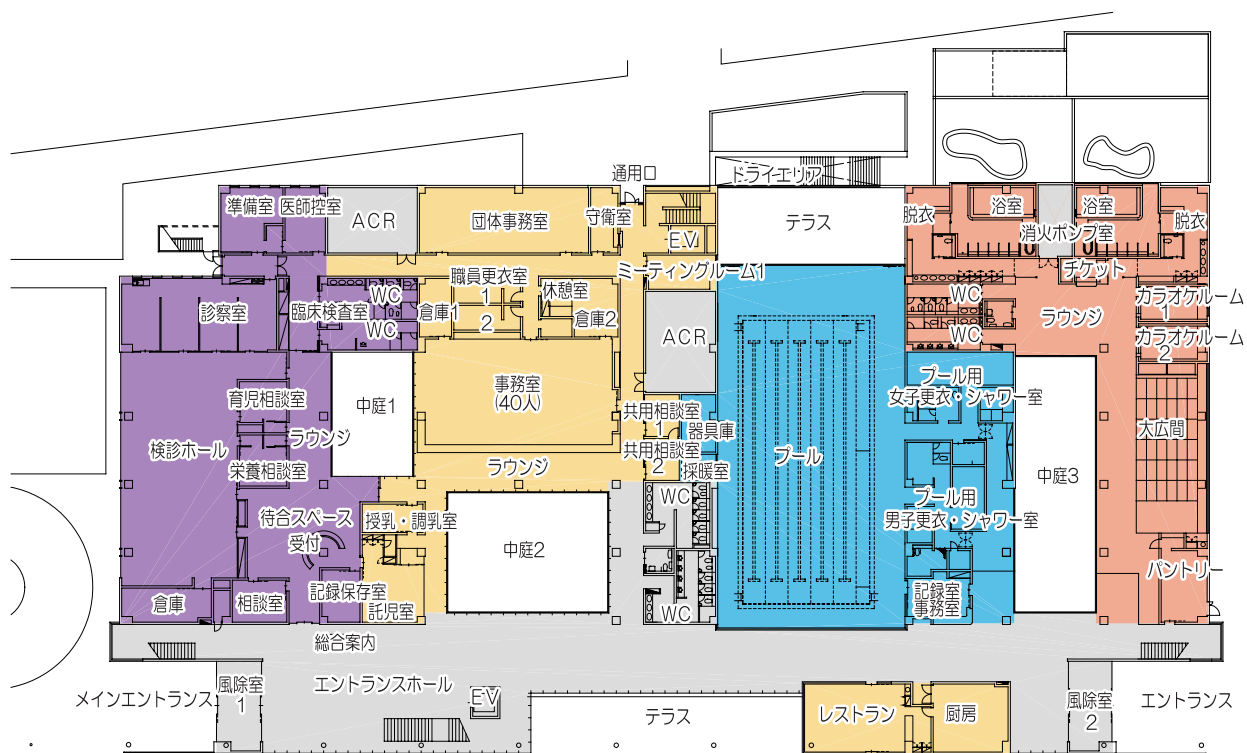 通用口
ドライエリア
準備室
医師控室
ACR
団体事務室
守衛室
EV
テラス
脱衣
浴室
浴室
脱衣
消火ポンプ室
ミーティングルーム1
チケット
職員更衣室
1
2
休憩室
倉庫1
倉庫2
診察室
臨床検査室
WC
WC
ACR
WC
WC
ラウンジ
カラオケルーム
1
カラオケルーム
2
事務室
(40人)
中庭1
育児相談室
ラウンジ
検診ホール
栄養相談室
共用相談室
1
共用相談室
2
器具庫
採暖室
プール
プール用
女子更衣・シャワー室
大広間
ラウンジ
中庭3
プール用
男子更衣・シャワー室
待合スペース
受付
授乳・調乳室
中庭2
WC
WC
パントリー
倉庫
相談室
記録保存室
託児室
記録室
事務室
総合案内
メインエントランス
風除室
1
エントランスホール
EV
テラス
レストラン
厨房
風除室
2
エントランス